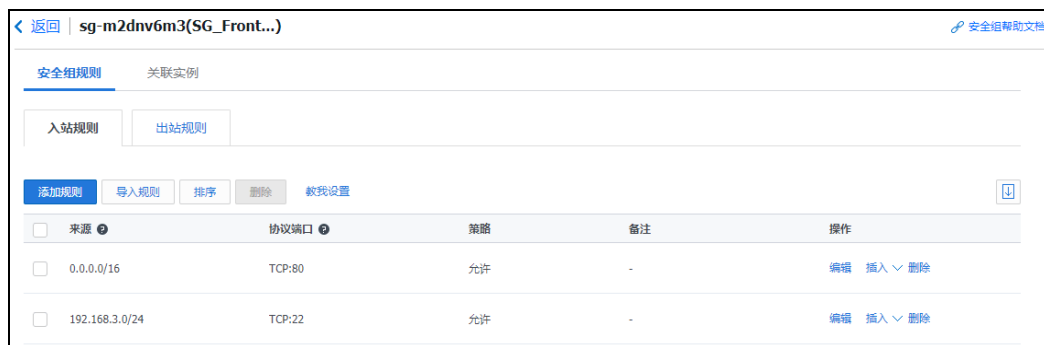 返回 | sg-m2dnv6m3(SG_Front...) 安全组帮助文档
安全组规则 关联实例
入站规则 出站规则
添加规则 导入规则 排序 删除 教我设置
来源 协议端口 策略 备注 操作
0.0.0.0/16 TCP:80 允许 - 编辑 插入 删除
192.168.3.0/24 TCP:22 允许 - 编辑 插入 删除